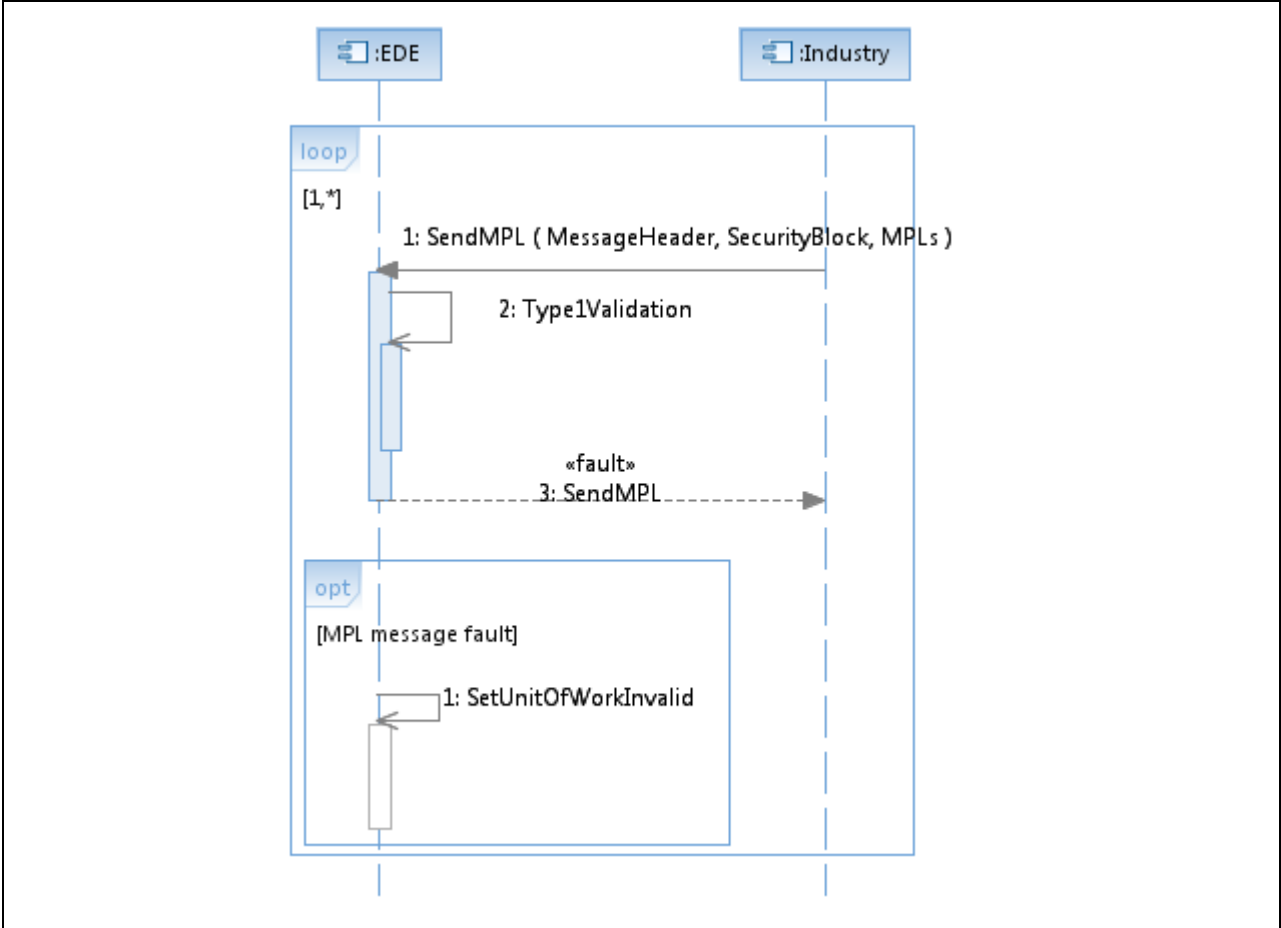 :EDE
:Industry
loop
[1,*]
1: SendMPL ( MessageHeader, SecurityBlock, MPLs )
2: Type1Validation
«fault»
3: SendMPL
opt
[MPL message fault]
1: SetUnitOfWorkInvalid